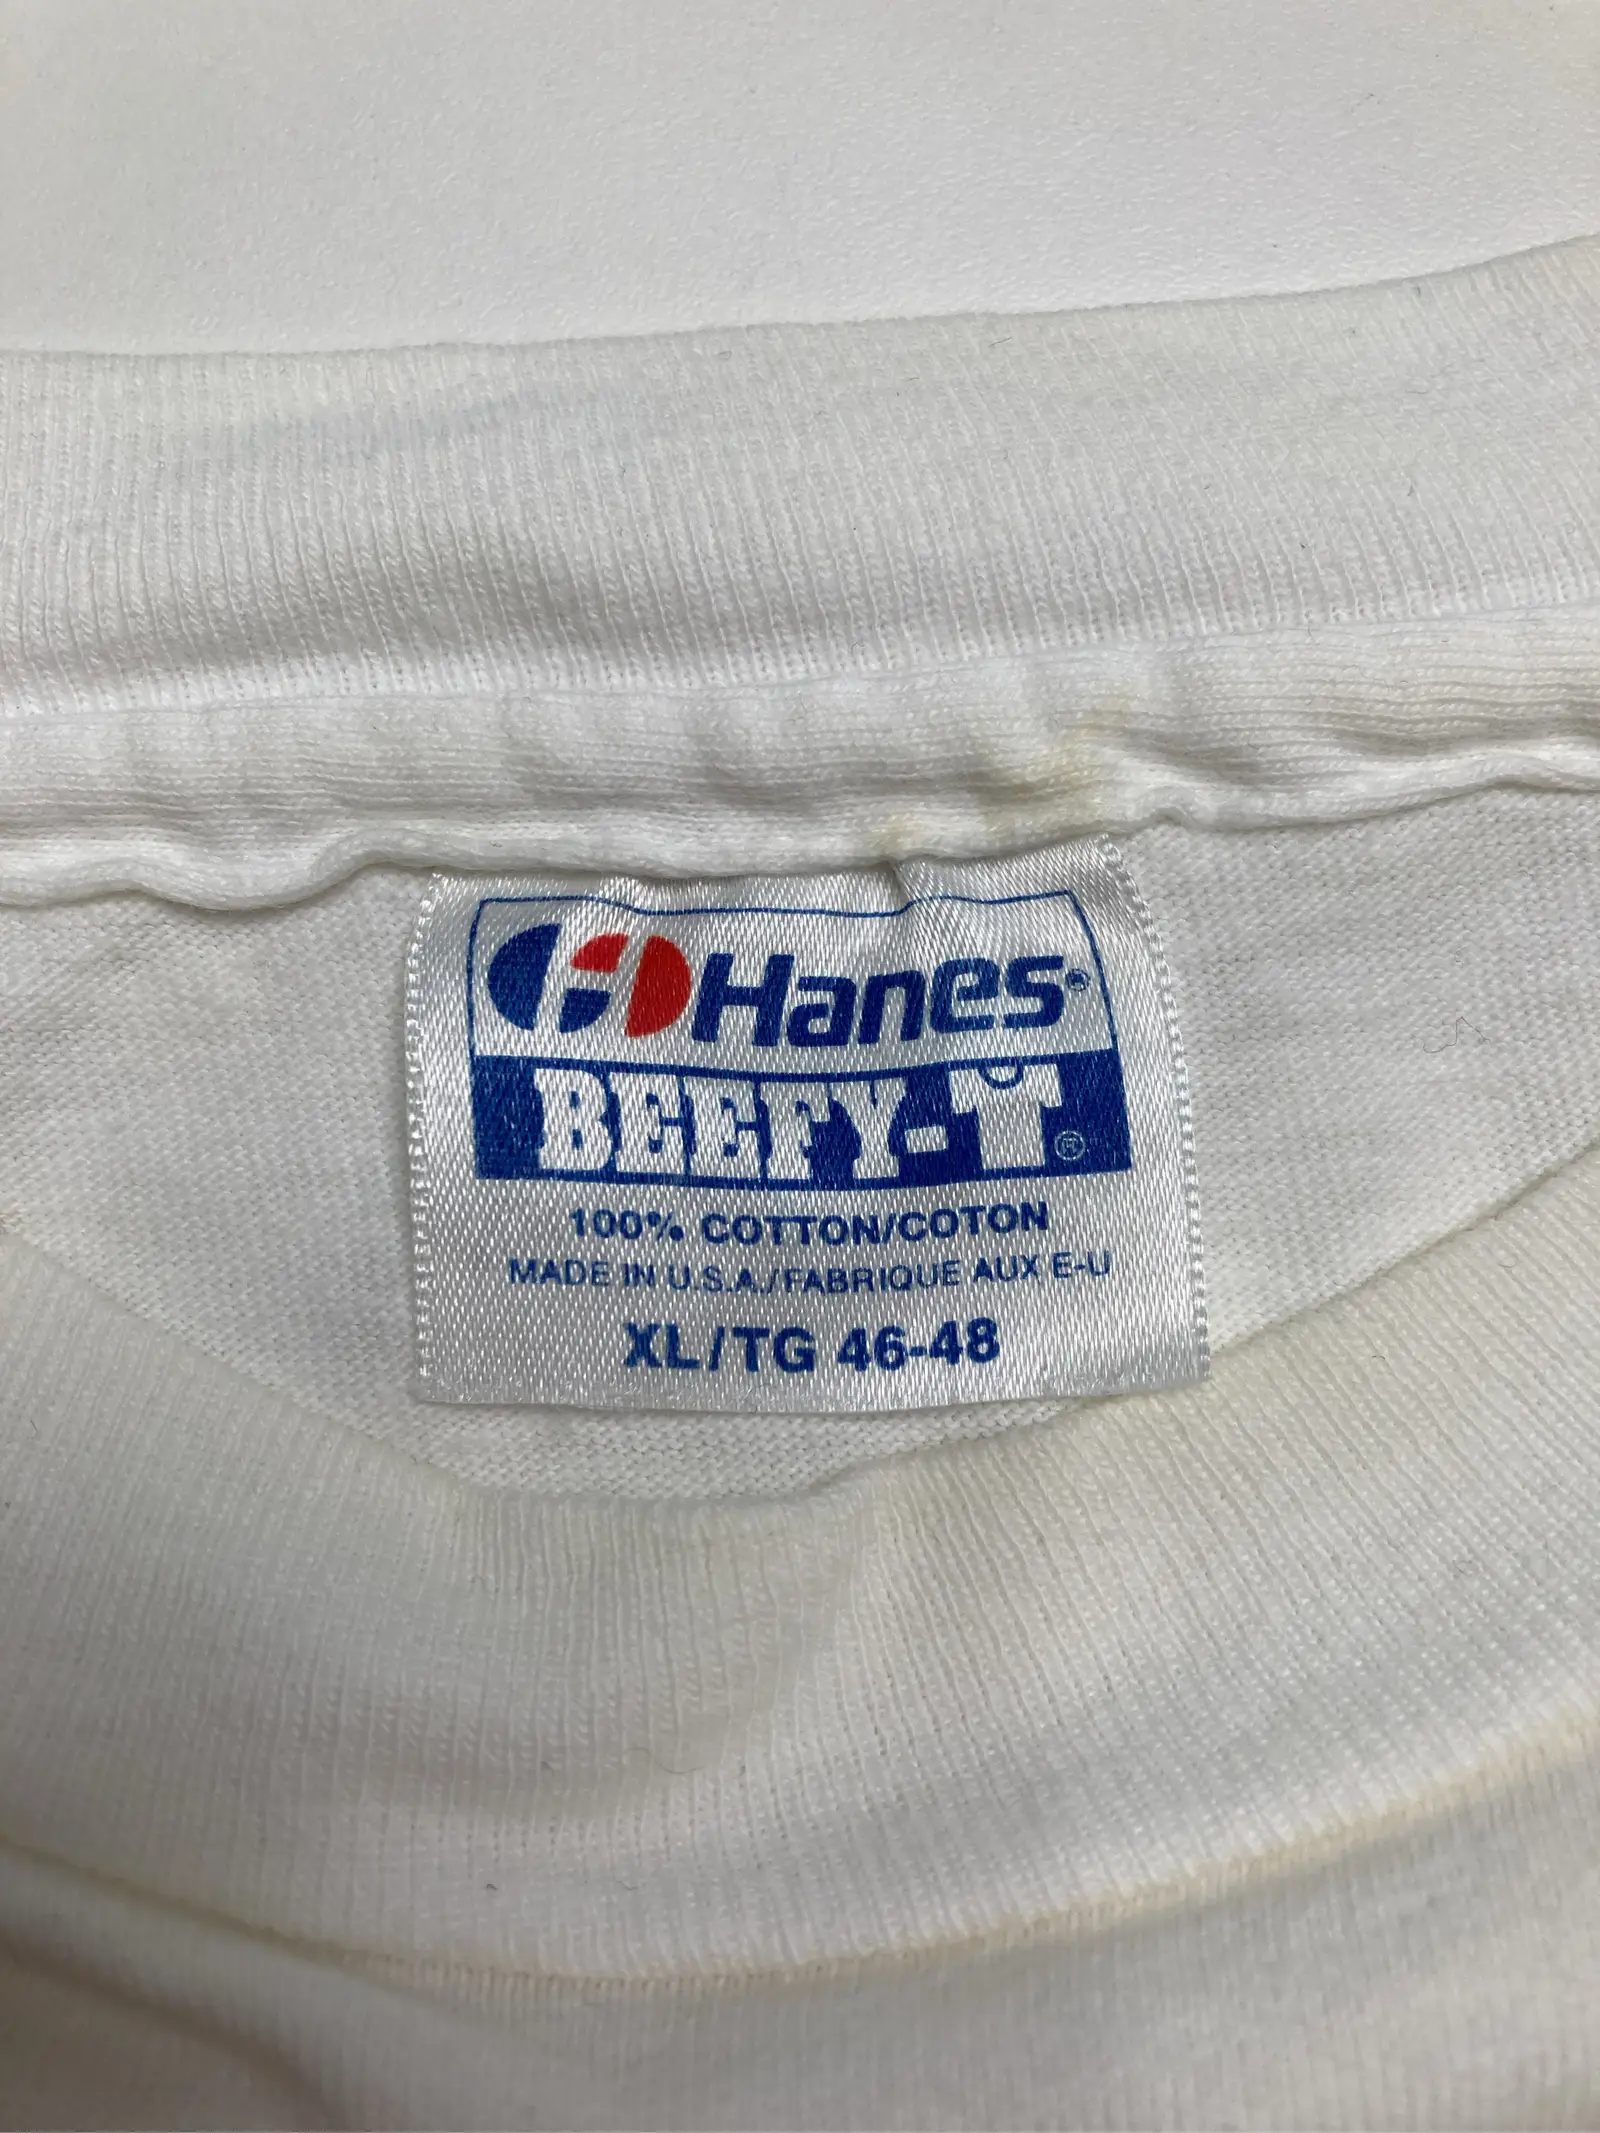 Hanes®
BEEFY-T®
100% COTTON/COTON
MADE IN U.S.A./FABRIQUE AUX E-U
XL/TG 46-48